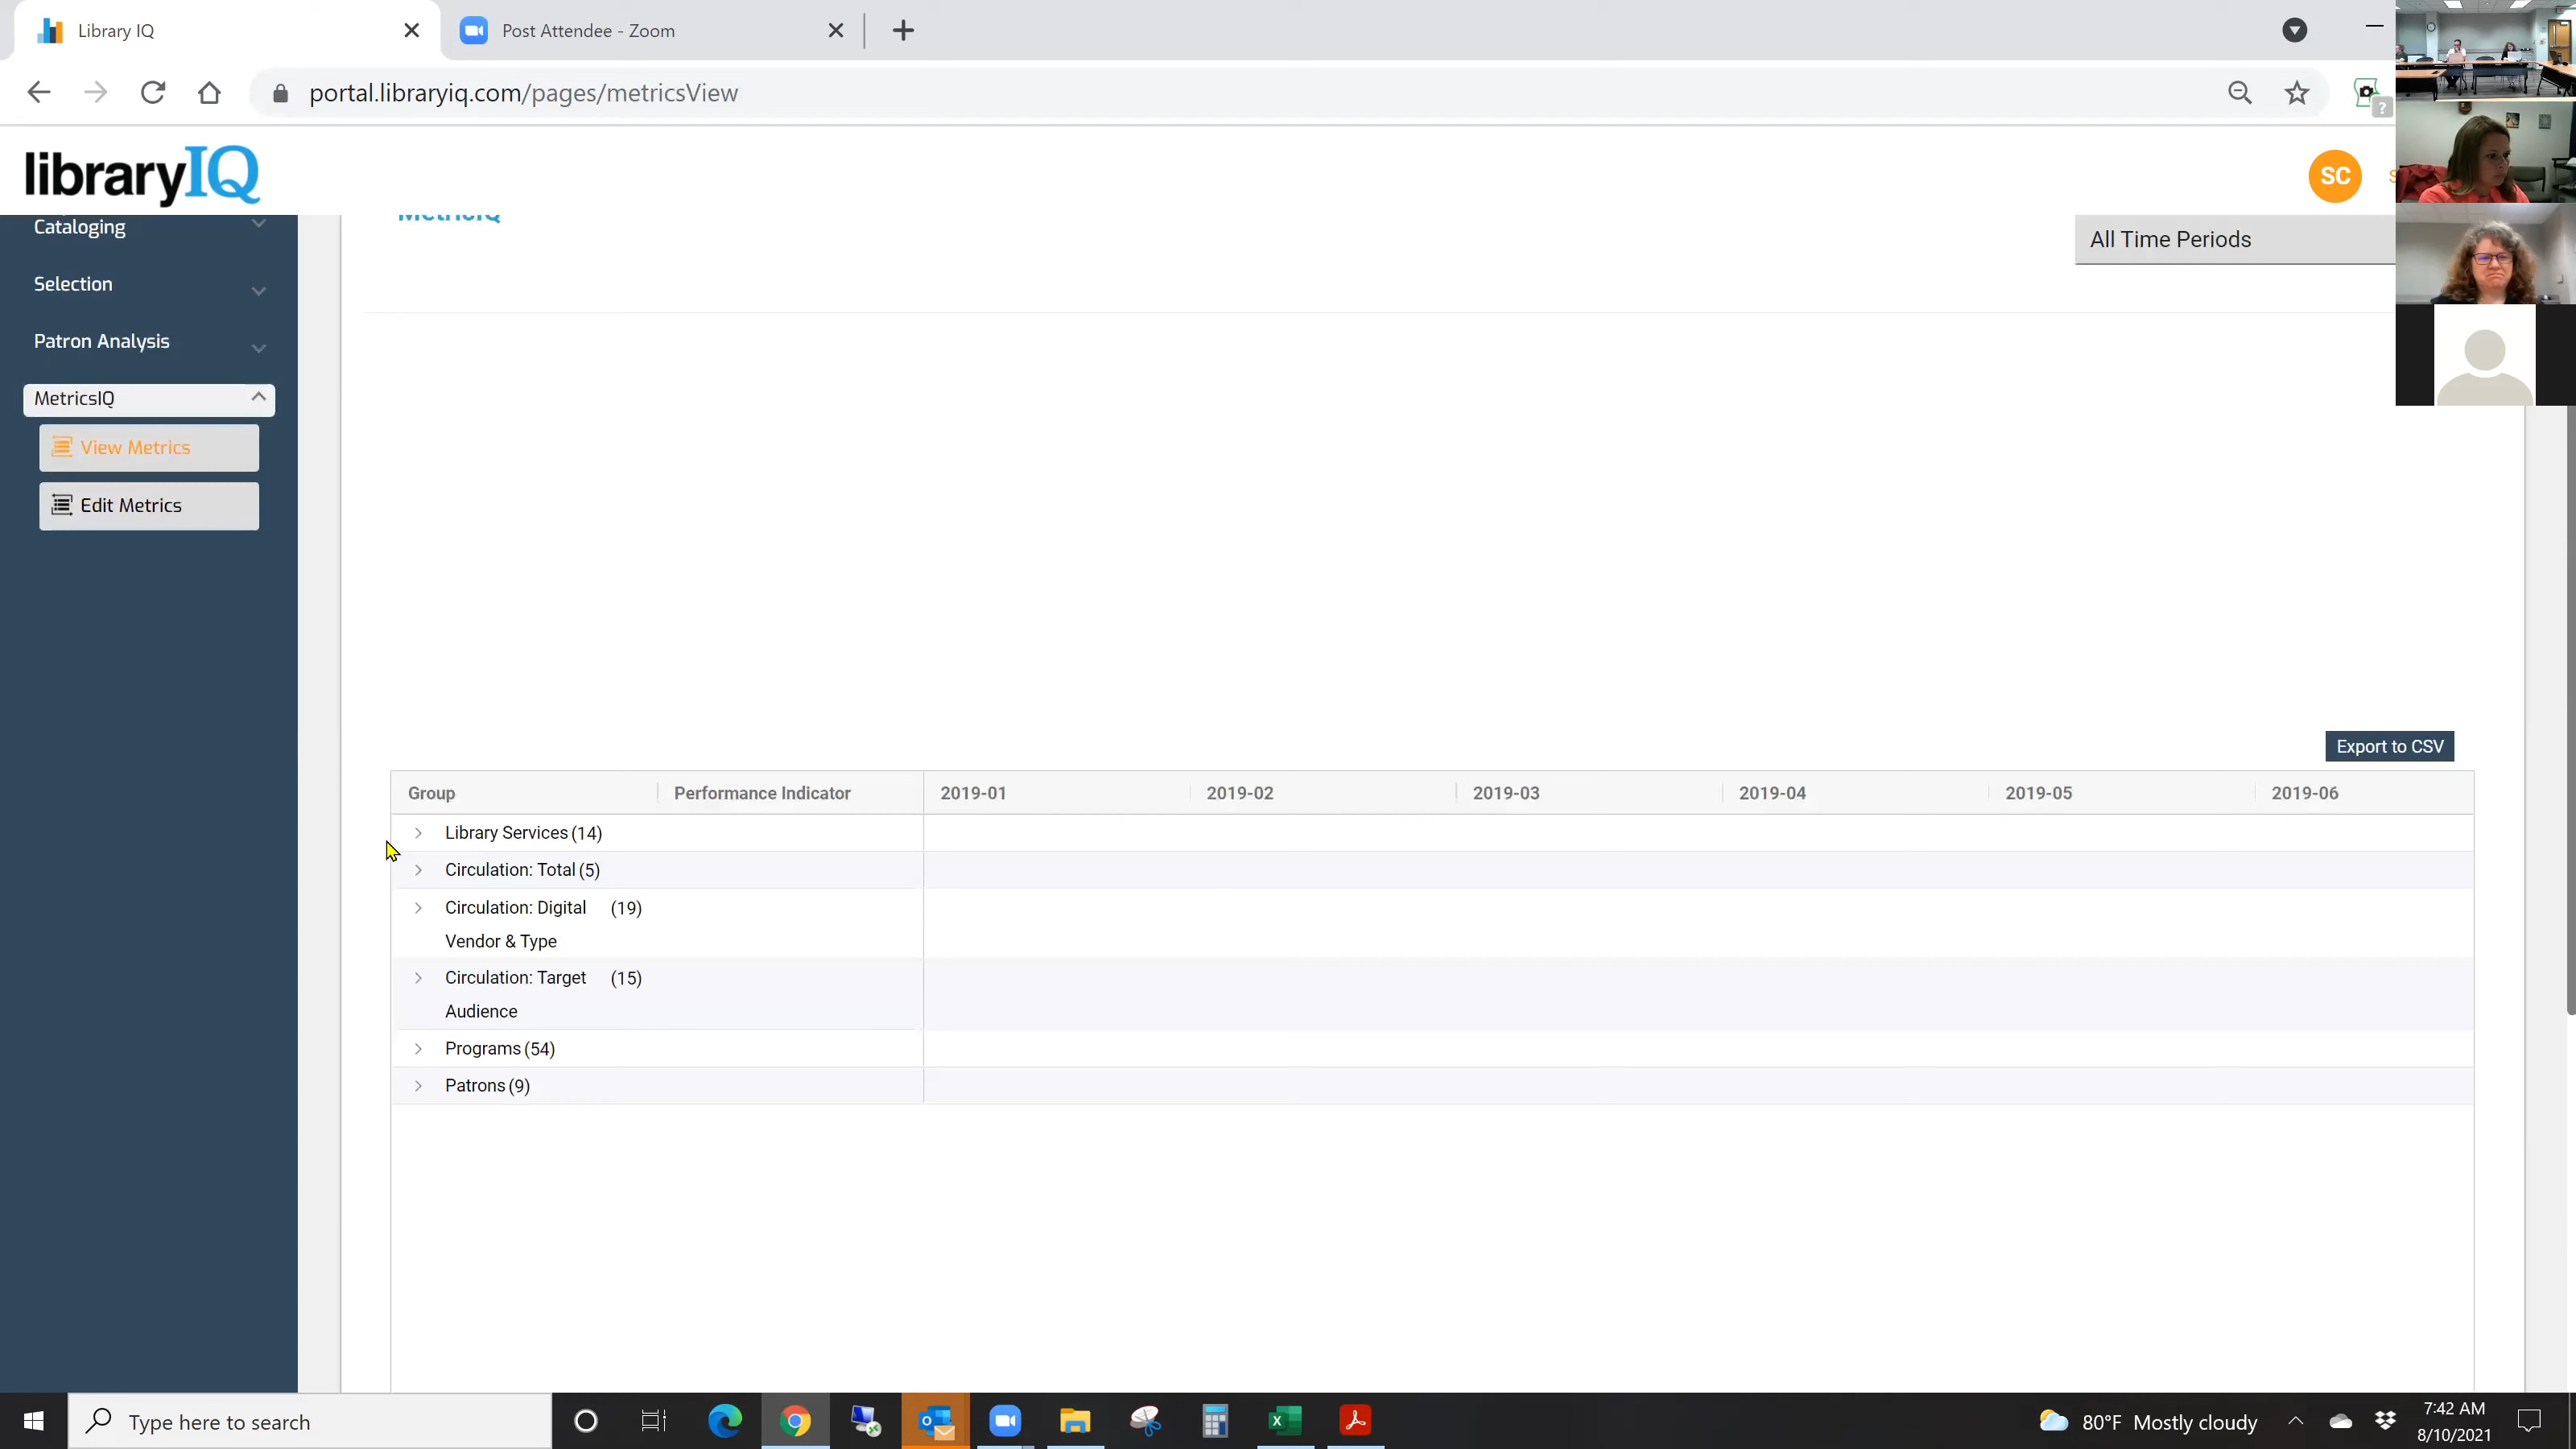 Library IQ
Post Attendee - Zoom
portal.libraryiq.com/pages/metricsView
?
libraryIQ
SC
MetricIQ
All Time Periods
Cataloging
Selection
Patron Analysis
MetricsIQ
View Metrics
Edit Metrics
Export to CSV
Group Performance Indicator 2019-01 2019-02 2019-03 2019-04 2019-05 2019-06
Library Services (14)
Circulation: Total (5)
Circulation: Digital (19)
Vendor & Type
Circulation: Target (15)
Audience
Programs (54)
Patrons (9)
Type here to search
80°F Mostly cloudy
7:42 AM
8/10/2021